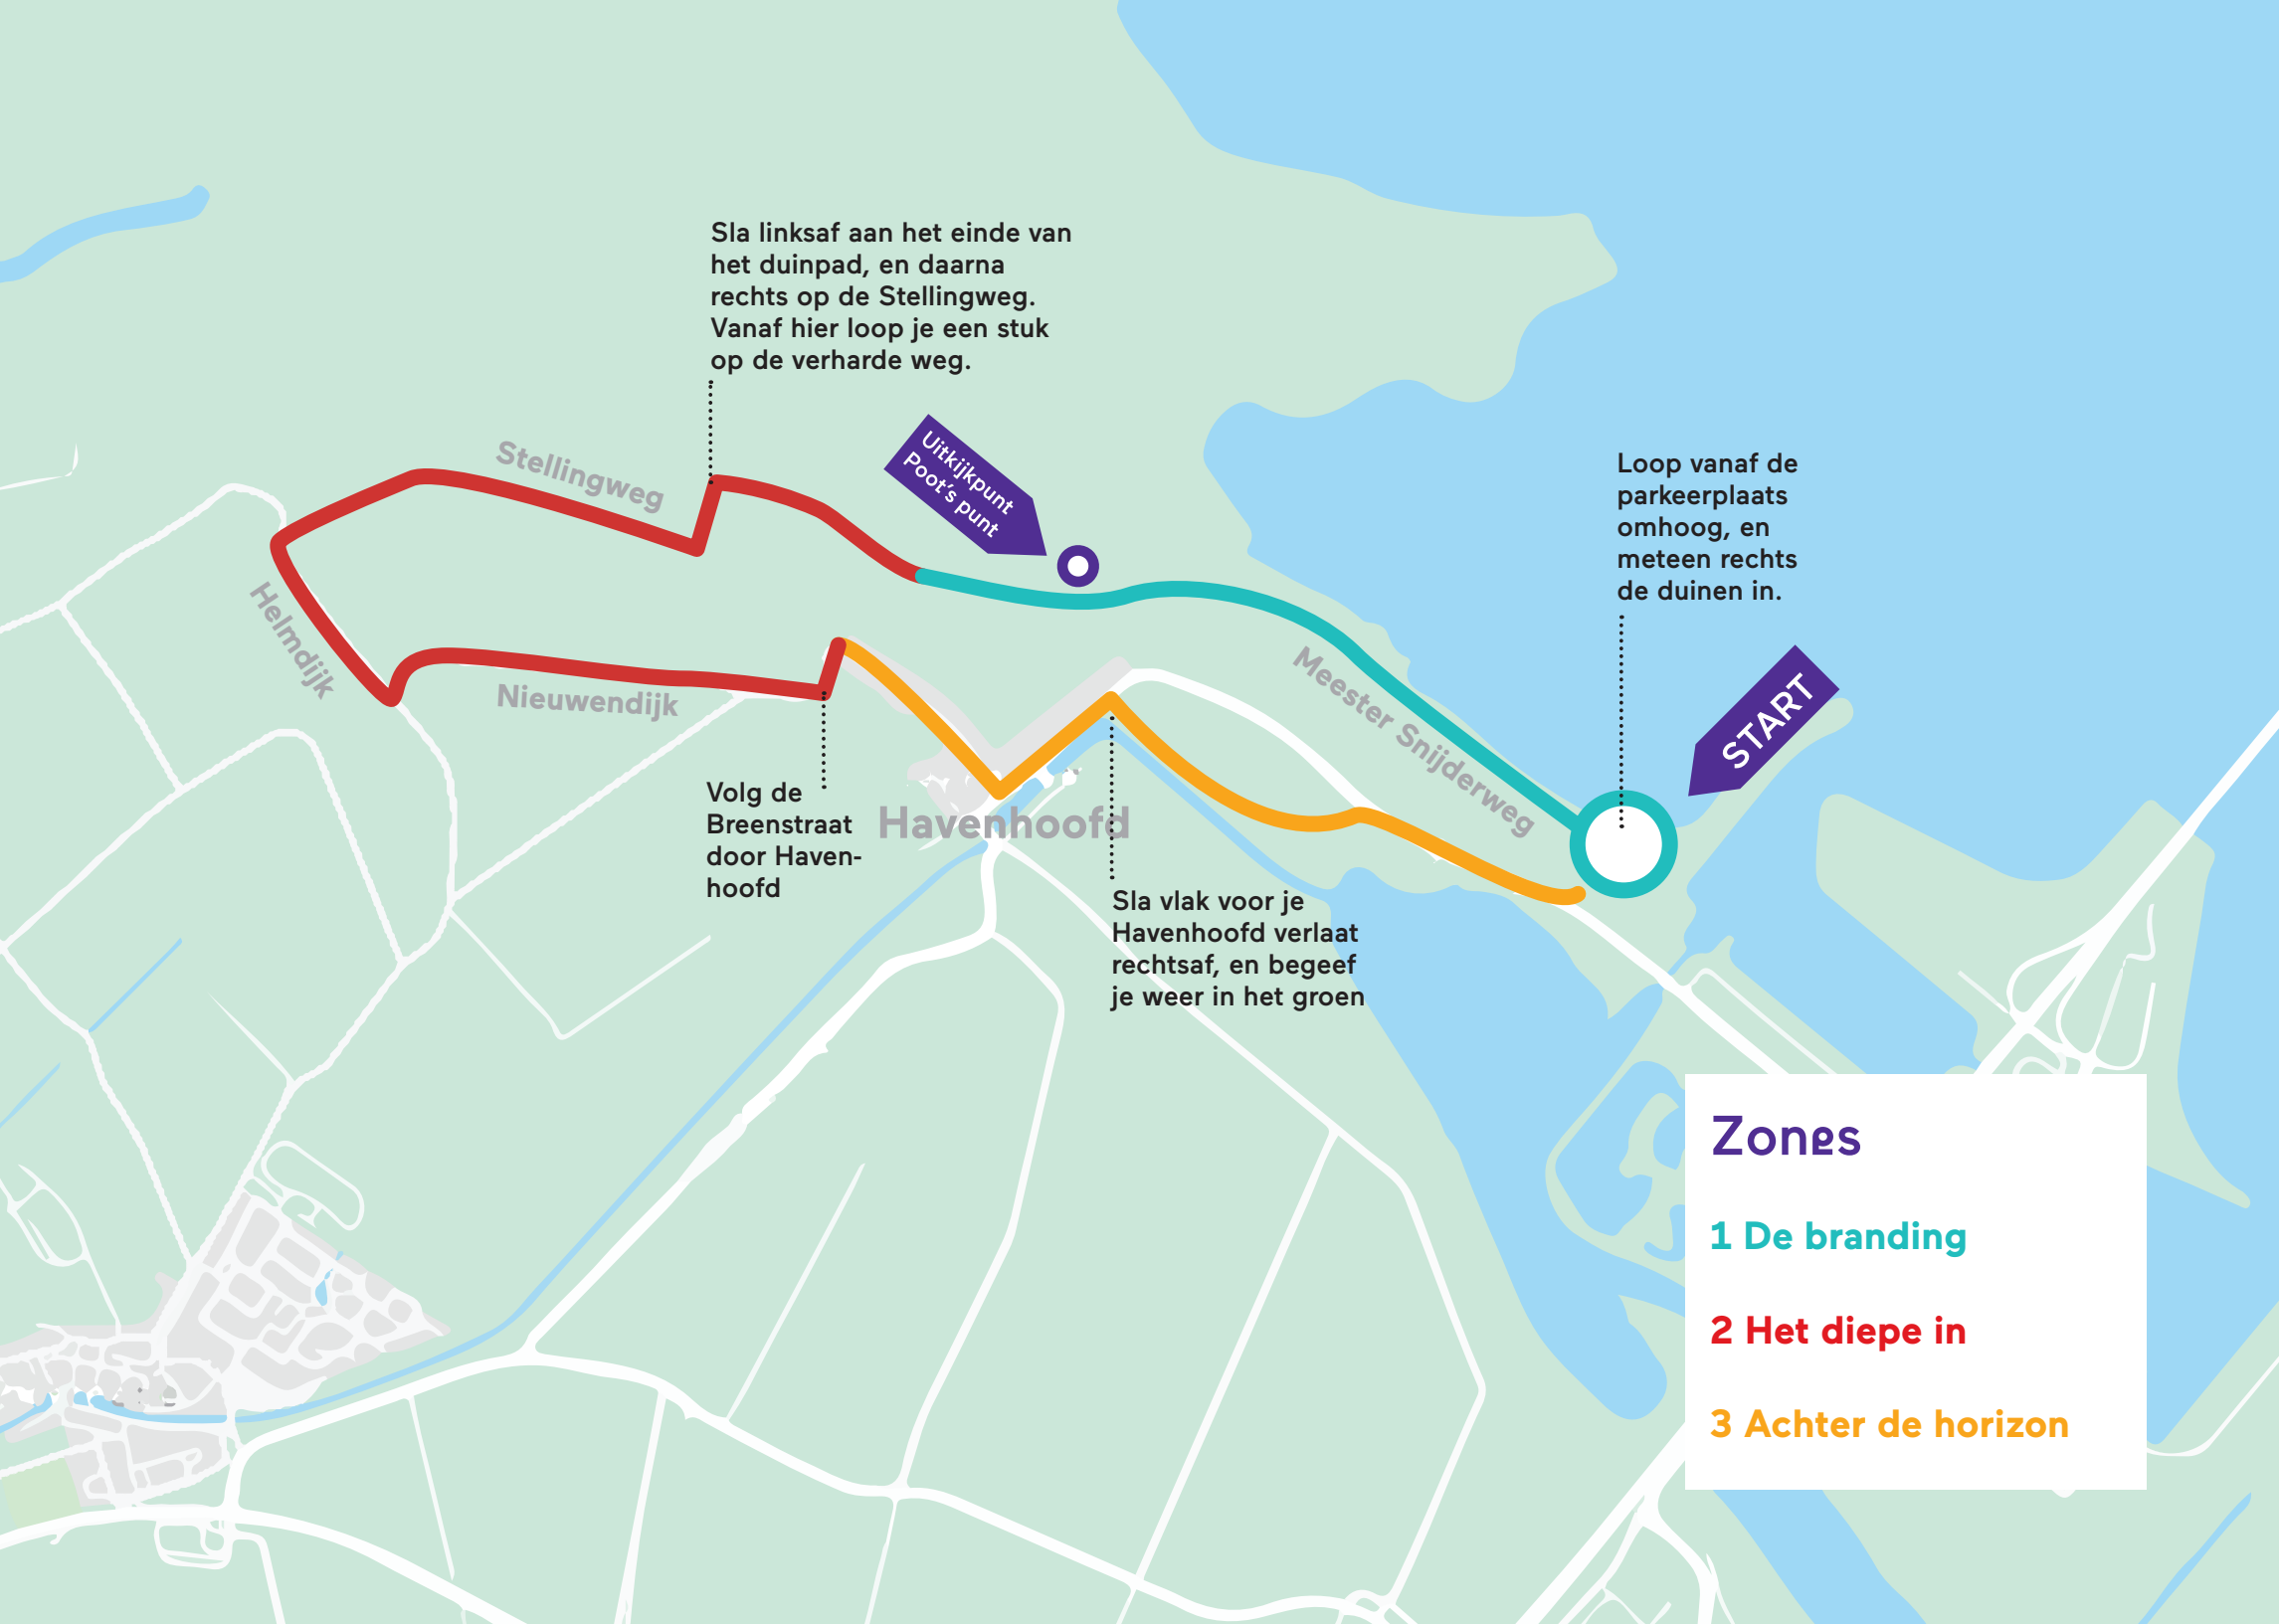 Sla linksaf aan het einde van
het duinpad, en daarna
rechts op de Stellingweg.
Vanaf hier loop je een stuk
op de verharde weg.
Stellingweg
Uitkijkpunt
Poot's punt
Loop vanaf de
parkeerplaats
omhoog, en
meteen rechts
de duinen in.
START
Meester Snijderweg
Helmdijk
Nieuwendijk
Volg de
Breenstraat
door Haven-
hoofd
Havenhoofd
Sla vlak voor je
Havenhoofd verlaat
rechtsaf, en begeef
je weer in het groen
Zones
1 De branding
2 Het diepe in
3 Achter de horizon